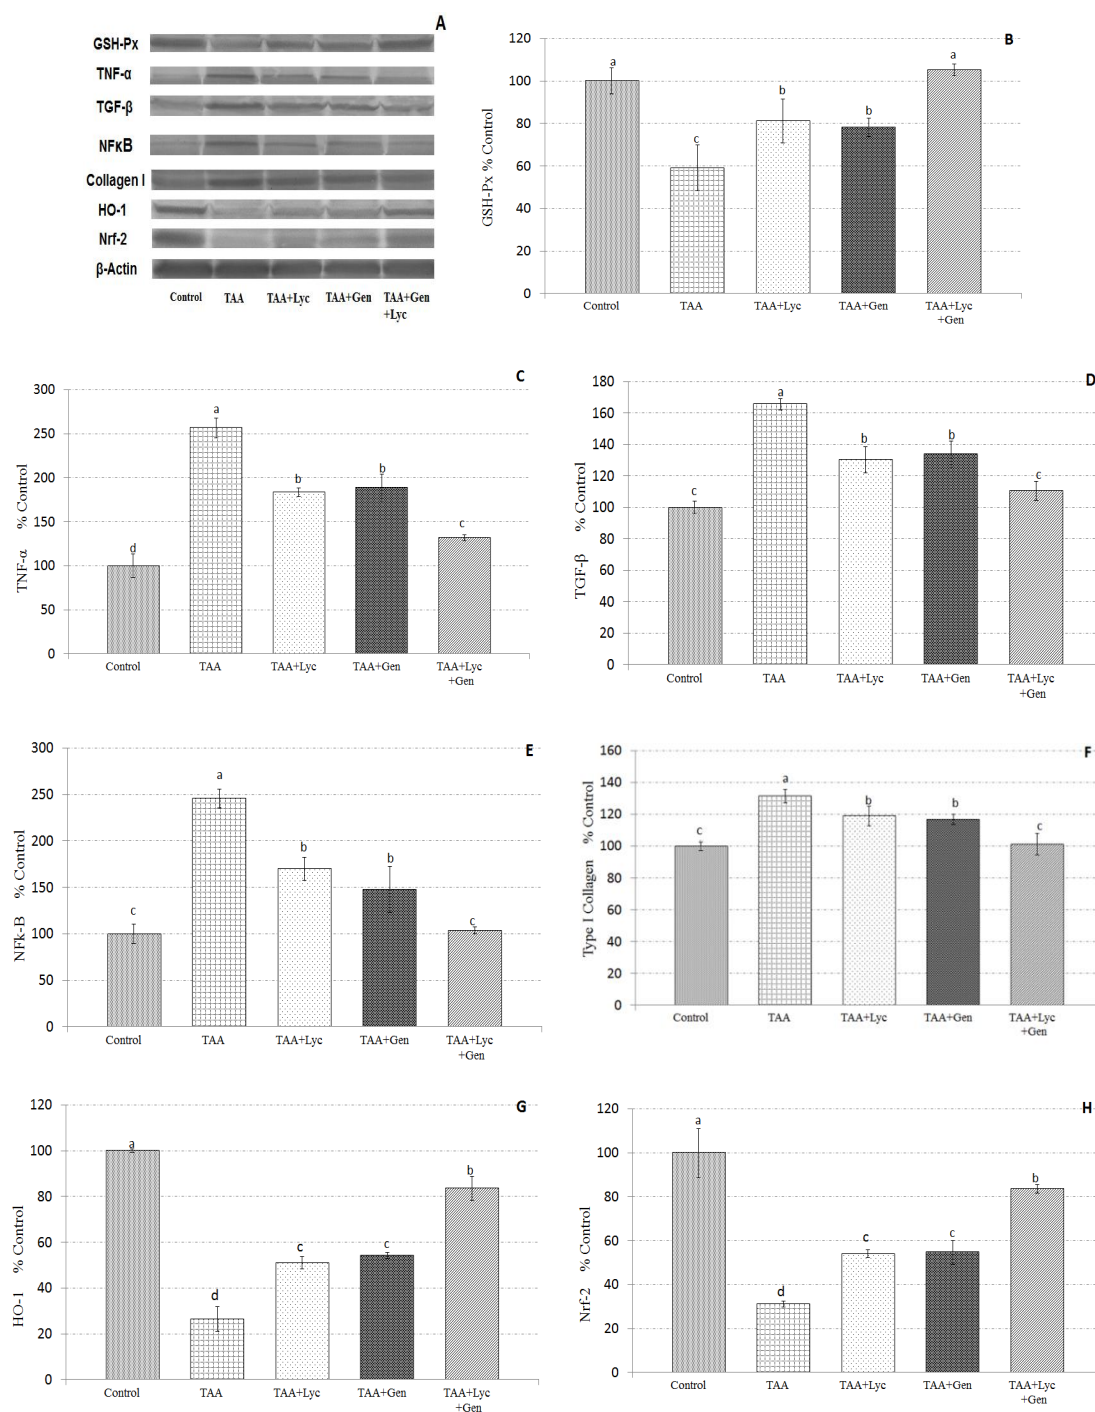 A
GSH-Px
TNF-α
TGF-β
NFκB
Collagen I
HO-1
Nrf-2
β-Actin
Control TAA TAA+Lyc TAA+Gen TAA+Gen
+Lyc
B
GSH-Px % Control
120
100
80
60
40
20
0
a
c
b
b
a
Control TAA TAA+Lyc TAA+Gen TAA+Lyc
+Gen
C
TNF-α % Control
300
250
200
150
100
50
0
d
a
b
b
c
Control TAA TAA+Lyc TAA+Gen TAA+Lyc
+Gen
D
TGF-β % Control
180
160
140
120
100
80
60
40
20
0
c
a
b
b
c
Control TAA TAA+Lyc TAA+Gen TAA+Lyc
+Gen
E
NFk-B % Control
300
250
200
150
100
50
0
c
a
b
b
c
Control TAA TAA+Lyc TAA+Gen TAA+Lyc
+Gen
F
Type I Collagen % Control
160
140
120
100
80
60
40
20
0
c
a
b
b
c
Control TAA TAA+Lyc TAA+Gen TAA+Lyc
+Gen
G
HO-1 % Control
120
100
80
60
40
20
0
a
d
c
c
b
Control TAA TAA+Lyc TAA+Gen TAA+Lyc
+Gen
H
Nrf-2 % Control
120
100
80
60
40
20
0
a
d
c
c
b
Control TAA TAA+Lyc TAA+Gen TAA+Lyc
+Gen